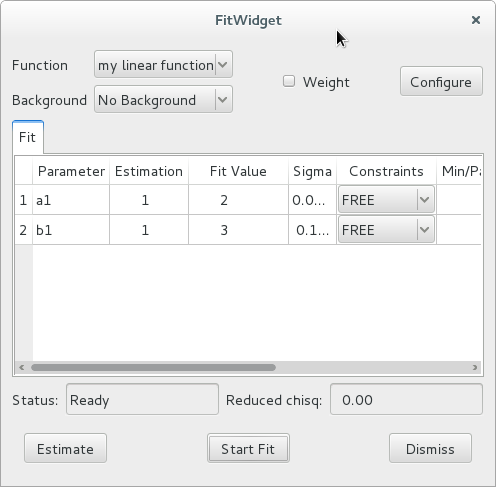 FitWidget
Function my linear function
Weight Configure
Background No Background
Fit
Parameter Estimation Fit Value Sigma Constraints Min/Pa
1 a1 1 2 0.0... FREE
2 b1 1 3 0.1... FREE
Status: Ready Reduced chisq: 0.00
Estimate Start Fit Dismiss